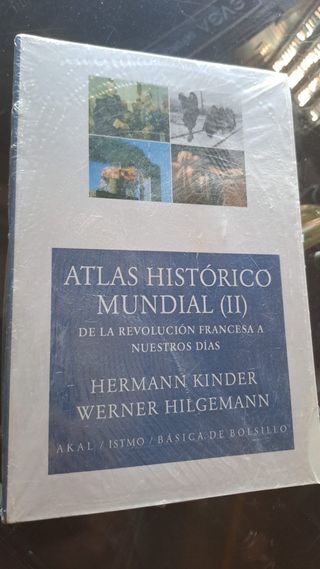 ATLAS HISTÓRICO
MUNDIAL (II)
DE LA REVOLUCIÓN FRANCESA A
NUESTROS DÍAS
HERMANN KINDER
WERNER HILGEMANN
AKAL / ISTMO / BÁSICA DE BOLSILLO